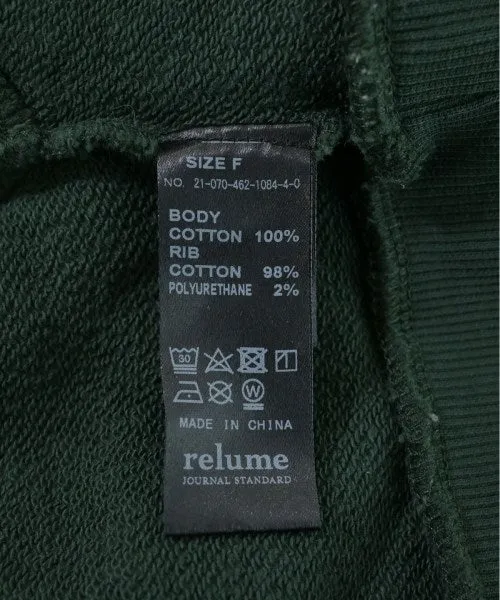 SIZE F
NO. 21-070-462-1084-4-0
BODY
COTTON 100%
RIB
COTTON 98%
POLYURETHANE 2%
30
W
MADE IN CHINA
relume
JOURNAL STANDARD